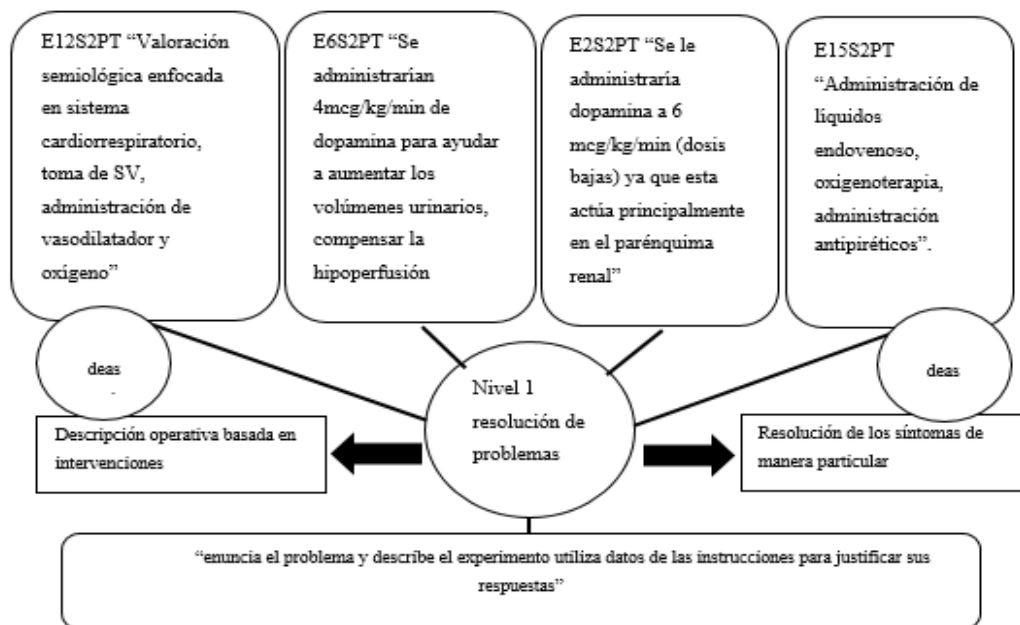 E12S2PT “Valoración
semiológica enfocada
en sistema
cardiorrespiratorio,
toma de SV,
administración de
vasodilatador y
oxígeno”
E6S2PT “Se
administrarían
4mcg/kg/min de
dopamina para ayudar
a aumentar los
volúmenes urinarios,
compensar la
hipoperfusión
E2S2PT “Se le
administraría
dopamina a 6
mcg/kg/min (dosis
bajas) ya que esta
actúa principalmente
en el parénquima
renal”
E15S2PT
“Administración de
líquidos
endovenoso,
oxigenoterapia,
administración
antipiréticos”.
deas
Nivel 1
resolución de
problemas
deas
Descripción operativa basada en
intervenciones
Resolución de los síntomas de
manera particular
“enuncia el problema y describe el experimento utiliza datos de las instrucciones para justificar sus
respuestas”